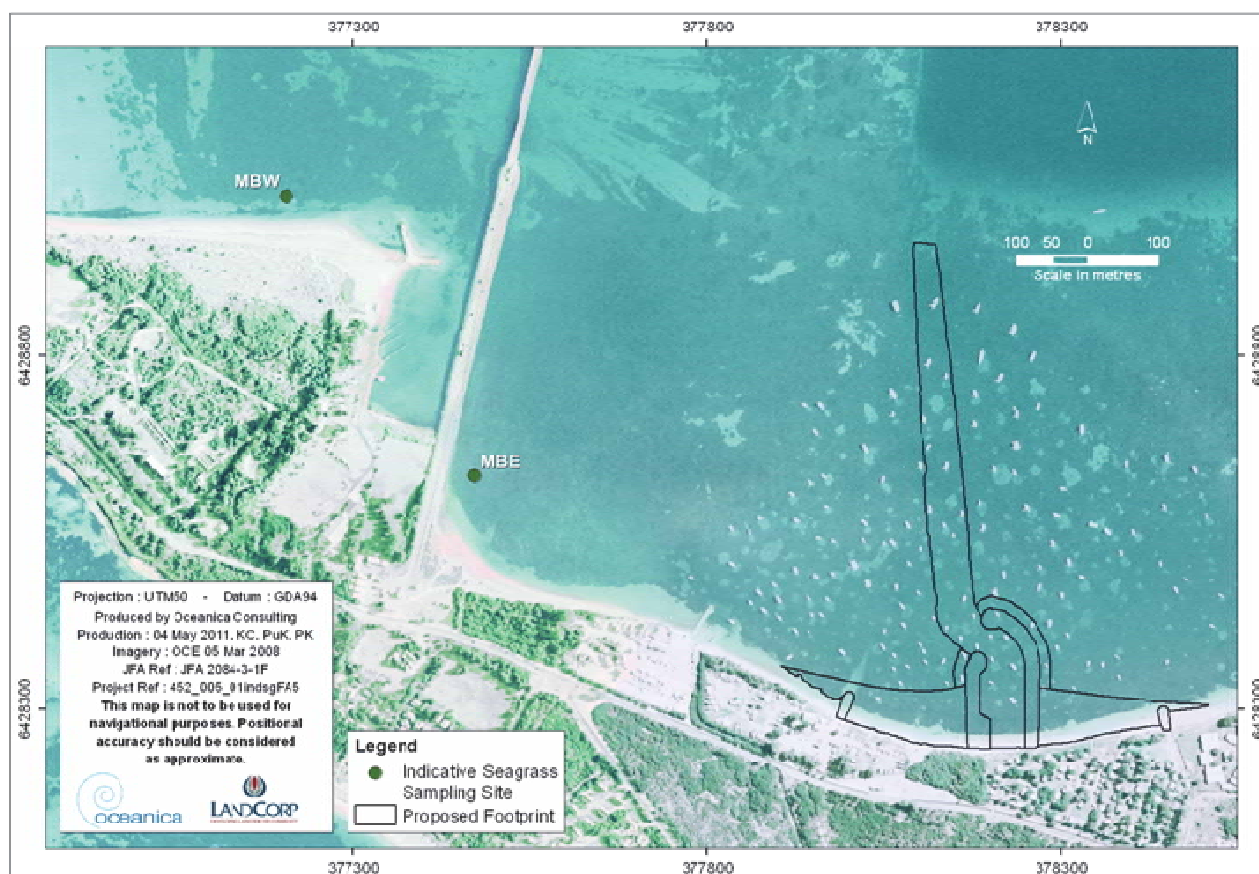 377300 377800 378300
MBW
N
100 50 0 100
Scale in metres
6428800 6428800
MBE
Projection : UTM50 - Datum : GDA94
Produced by Oceanica Consulting
Production : 04 May 2011. KC. PuK. PK
Imagery : OCE 05 Mar 2008
JFA Ref : JFA 2084-3-1F
This map is not to be used for
navigational purposes. Positional
accuracy should be considered
as approximate.
oceanica
LANDCORP
Legend
Indicative Seagrass
Sampling Site
Proposed Footprint
6428300 6428300
377300 377800 378300